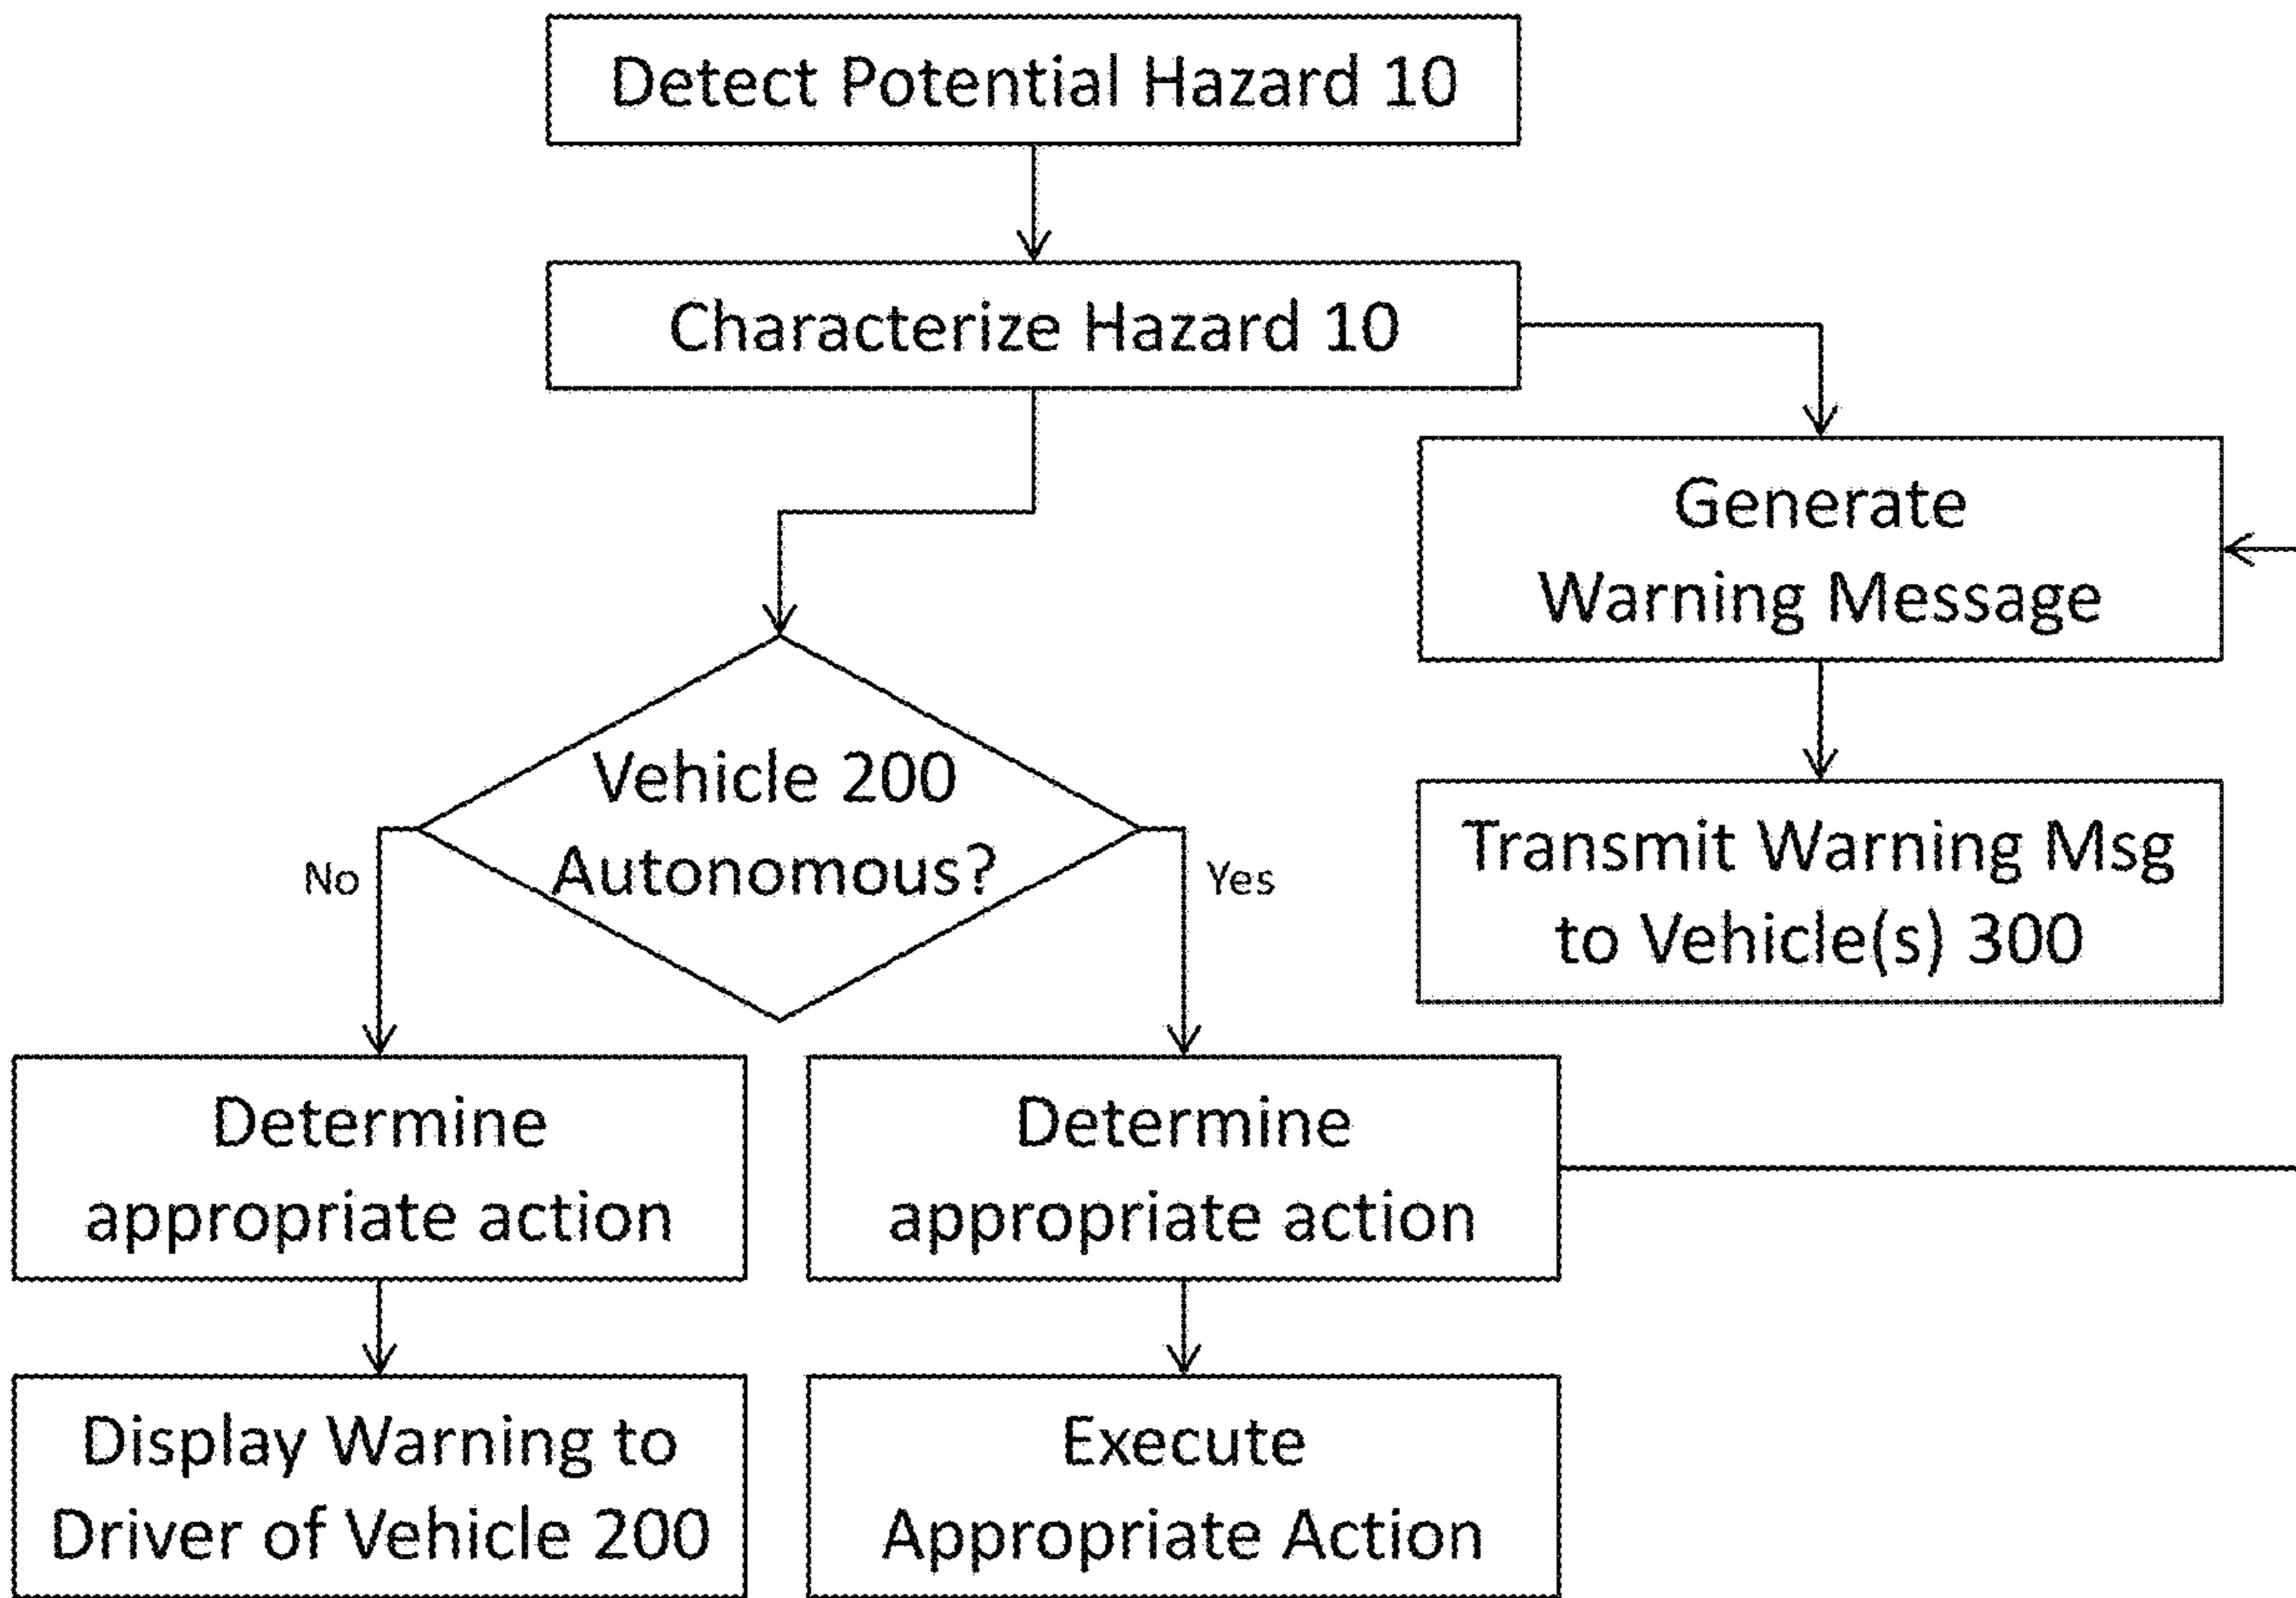 Detect Potential Hazard 10
Characterize Hazard 10
Generate
Warning Message
Vehicle 200
Autonomous?
No
Yes
Transmit Warning Msg
to Vehicle(s) 300
Determine
appropriate action
Determine
appropriate action
Display Warning to
Driver of Vehicle 200
Execute
Appropriate Action